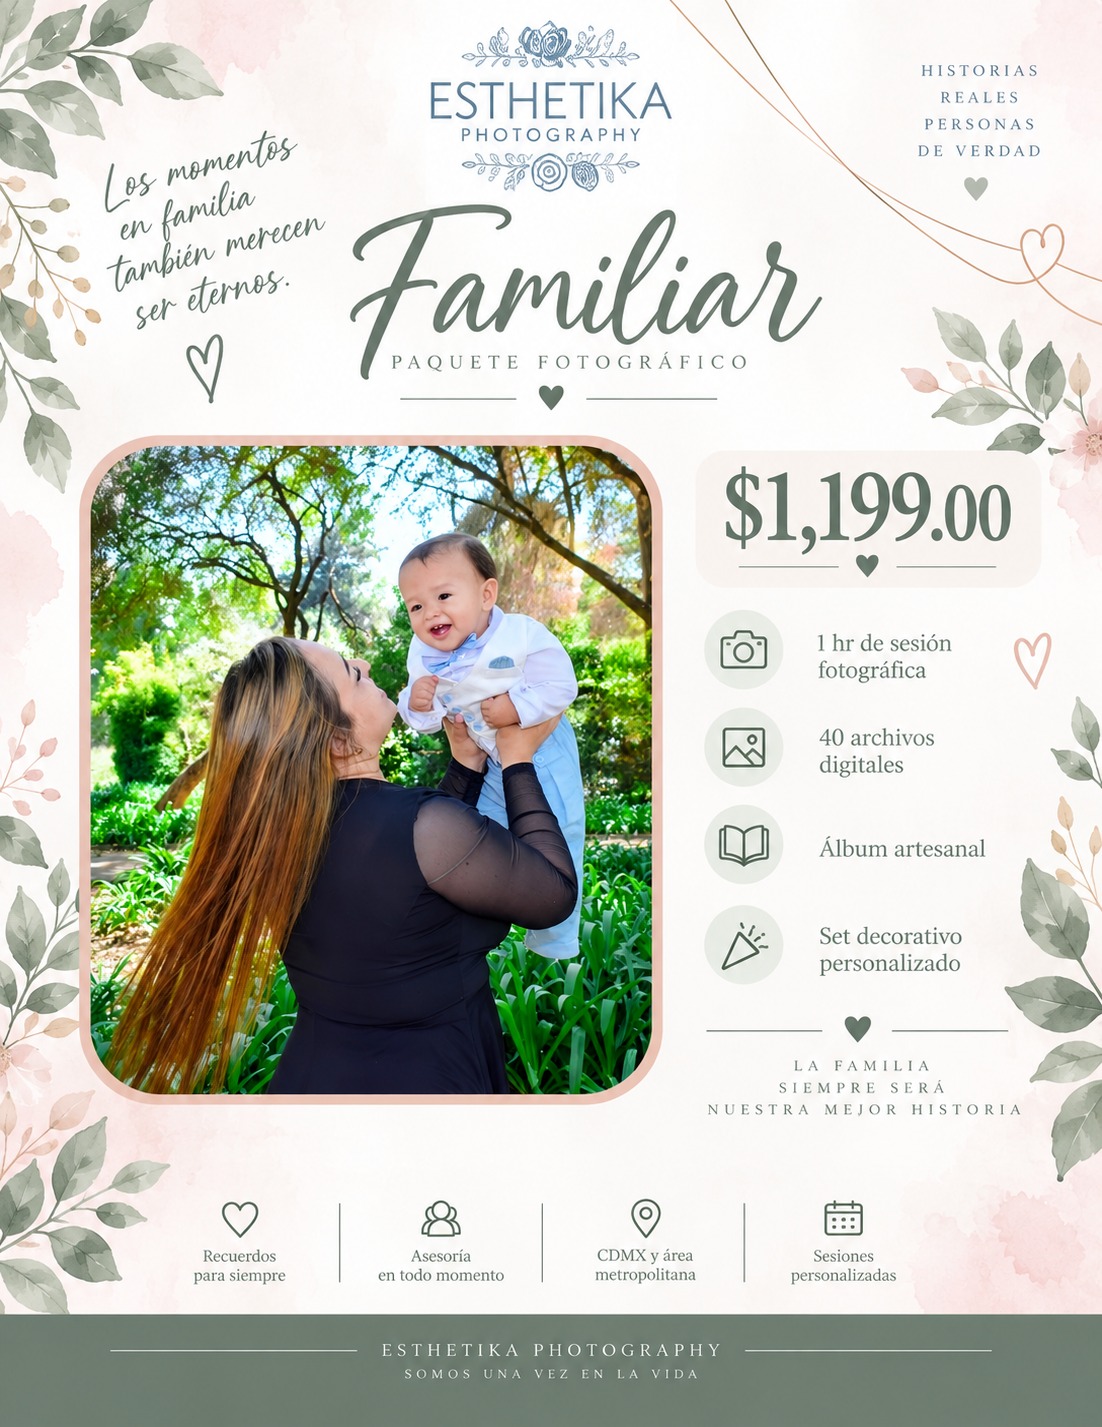 ESTHETIKA
PHOTOGRAPHY
HISTORIAS
REALES
PERSONAS
DE VERDAD
Los momentos
en familia
también merecen
ser eternos.
Familiar
PAQUETE FOTOGRÁFICO
$1,199.00
1 hr de sesión
fotográfica
40 archivos
digitales
Álbum artesanal
Set decorativo
personalizado
LA FAMILIA
SIEMPRE SERÁ
NUESTRA MEJOR HISTORIA
Recuerdos
para siempre
Asesoría
en todo momento
CDMX y área
metropolitana
Sesiones
personalizadas
ESTHETIKA PHOTOGRAPHY
SOMOS UNA VEZ EN LA VIDA